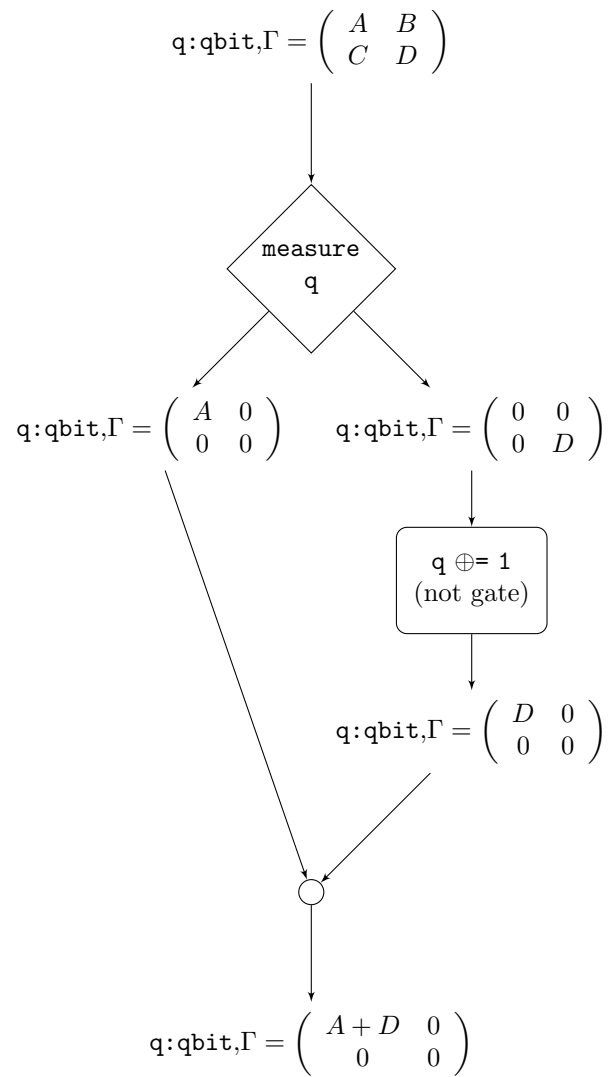 q:qbit,Γ = ( A B
C D )
measure
q
q:qbit,Γ = ( A 0
0 0 )
q:qbit,Γ = ( 0 0
0 D )
q ⊕= 1
(not gate)
q:qbit,Γ = ( D 0
0 0 )
q:qbit,Γ = ( A + D 0
0 0 )